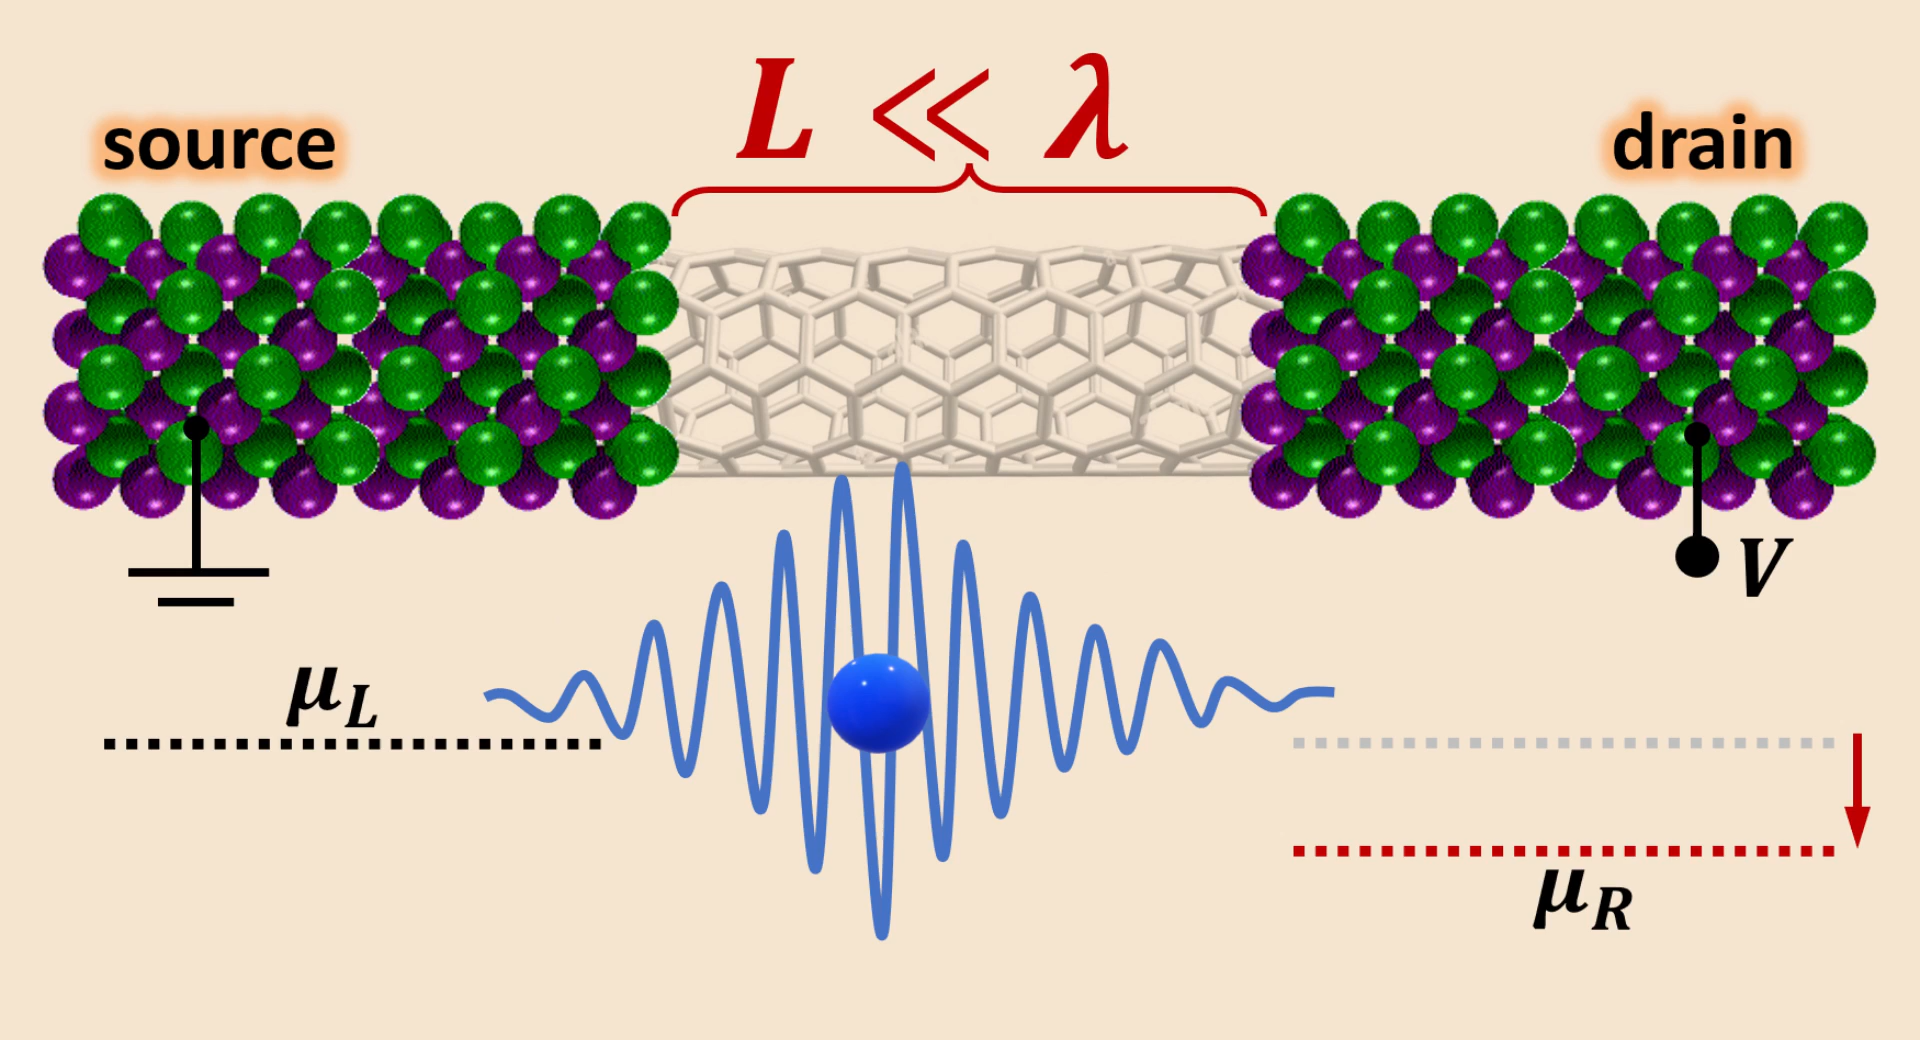 L ≪ λ
source
drain
V
μL
μR